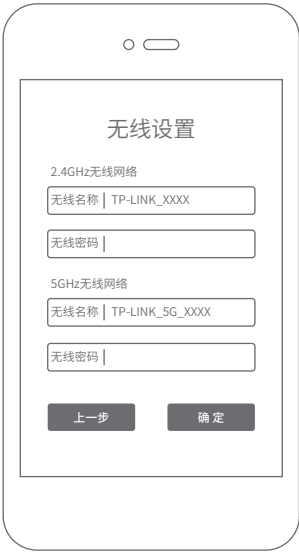 无线设置
2.4GHz无线网络
无线名称 TP-LINK_XXXX
无线密码
5GHz无线网络
无线名称 TP-LINK_5G_XXXX
无线密码
上一步 确 定